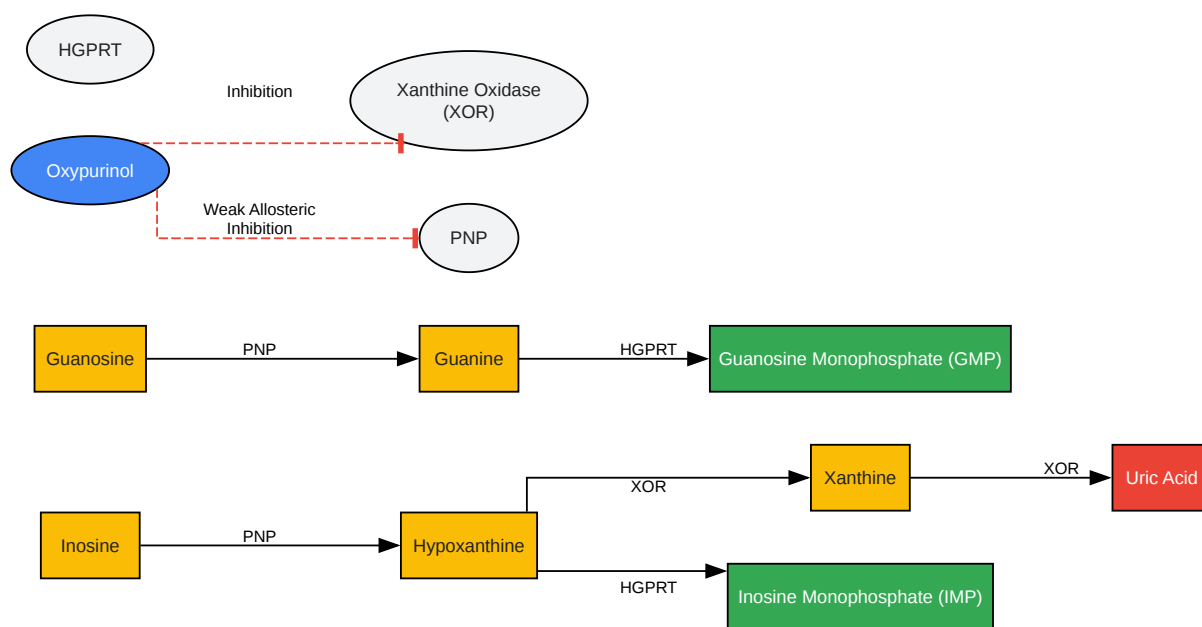 HGPRT
Inhibition
Xanthine Oxidase
(XOR)
Oxypurinol
Weak Allosteric
Inhibition
PNP
Guanosine
PNP
Guanine
HGPRT
Guanosine Monophosphate (GMP)
XOR
Xanthine
XOR
Uric Acid
Inosine
PNP
Hypoxanthine
HGPRT
Inosine Monophosphate (IMP)